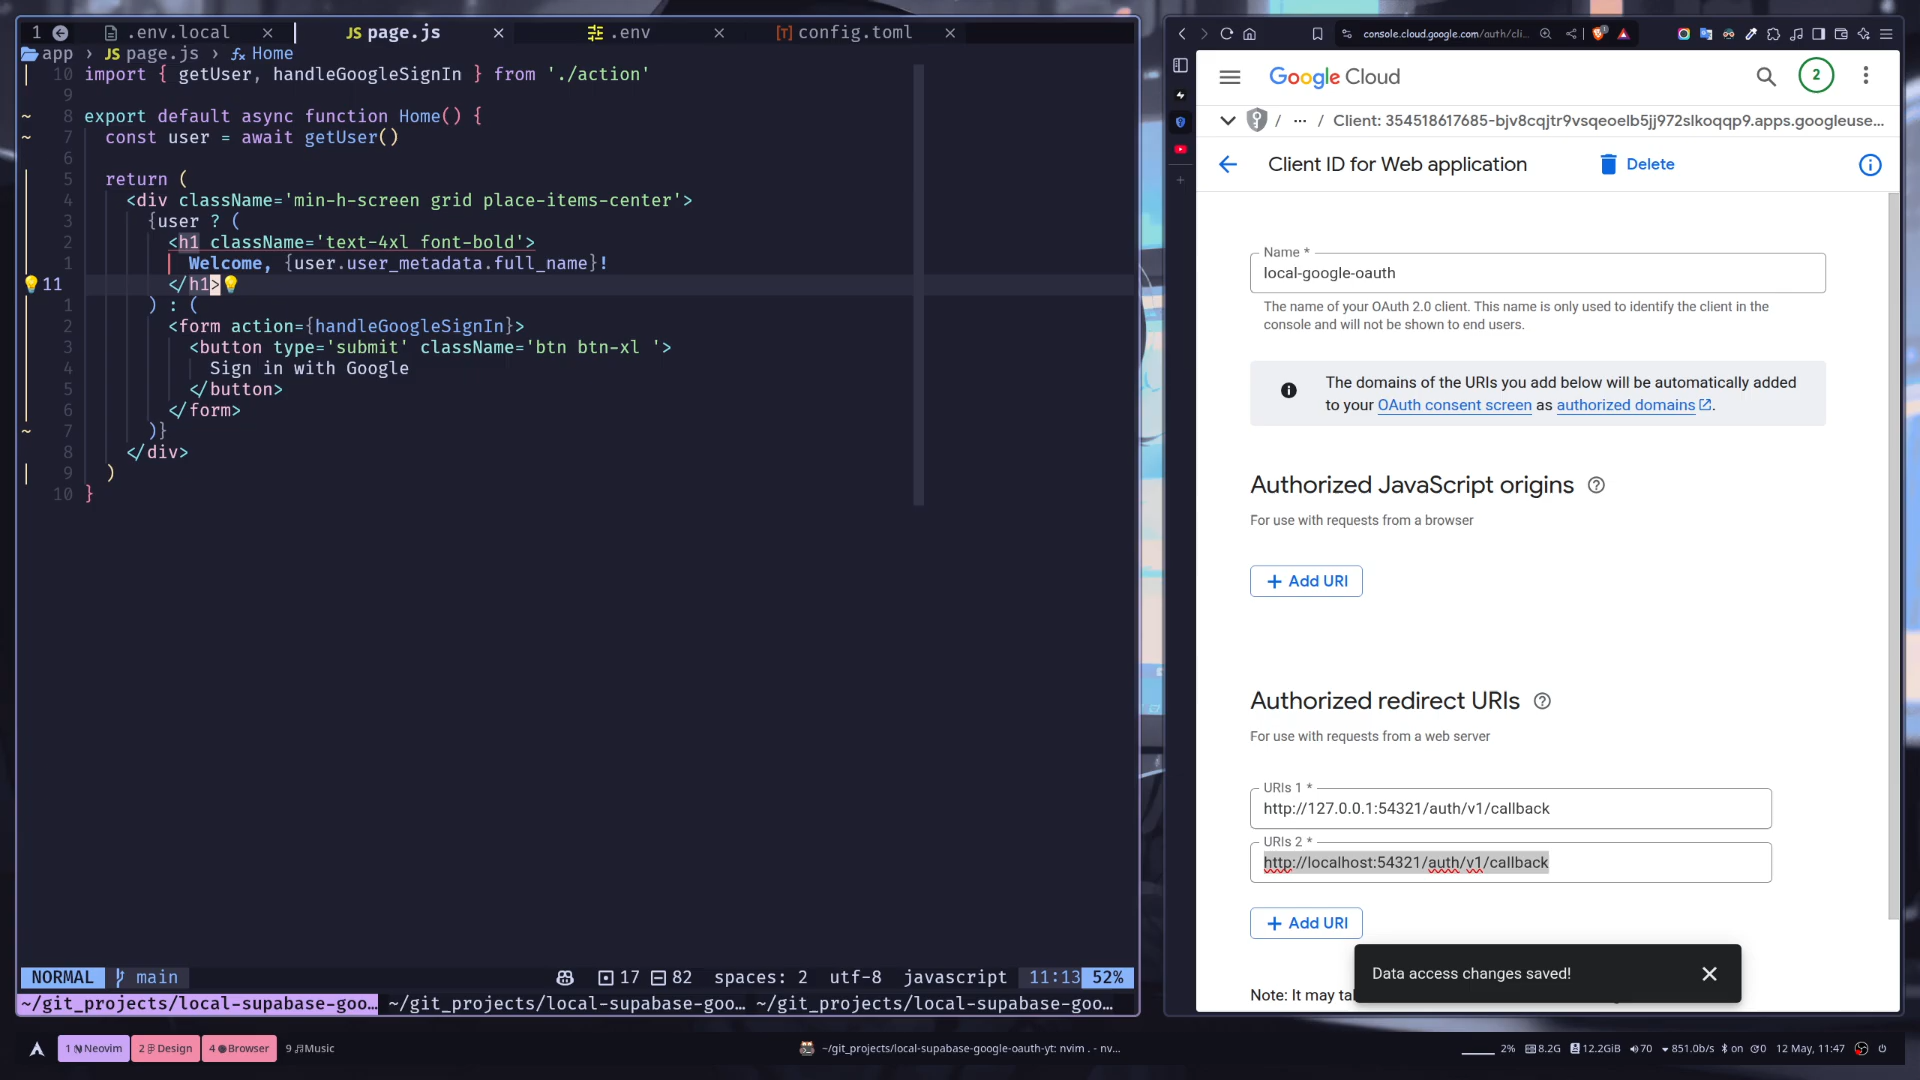 1 .env.local × JS page.js × .env × [T] config.toml ×
app › JS page.js › Home
10 import { getUser, handleGoogleSignIn } from './action'
9
~ 8 export default async function Home() {
~ 7 const user = await getUser()
6
5 return (
4 <div className='min-h-screen grid place-items-center'>
3 {user ? (
2 <h1 className='text-4xl font-bold'>
1 Welcome, {user.user_metadata.full_name}!
11 </h1>
1 ) : (
2 <form action={handleGoogleSignIn}>
3 <button type='submit' className='btn btn-xl '>
4 Sign in with Google
5 </button>
6 </form>
~ 7 )}
8 </div>
9 )
10 }
NORMAL main 17 82 spaces: 2 utf-8 javascript 11:13 52%
~/git_projects/local-supabase-goo… ~/git_projects/local-supabase-goo… ~/git_projects/local-supabase-goo…
console.cloud.google.com/auth/cli…
Google Cloud 2
/ ··· / Client: 354518617685-bjv8cqjtr9vsqeoelb5jj972slkoqqp9.apps.googleuse...
Client ID for Web application Delete
Name *
local-google-oauth
The name of your OAuth 2.0 client. This name is only used to identify the client in the
console and will not be shown to end users.
The domains of the URIs you add below will be automatically added
to your OAuth consent screen as authorized domains.
Authorized JavaScript origins
For use with requests from a browser
+ Add URI
Authorized redirect URIs
For use with requests from a web server
URIs 1 *
http://127.0.0.1:54321/auth/v1/callback
URIs 2 *
http://localhost:54321/auth/v1/callback
+ Add URI
Data access changes saved!
Note: It may ta
1 Neovim 2 Design 4 Browser 9 Music ~/git_projects/local-supabase-google-oauth-yt: nvim . - nv... 2% 8.2G 12.2GiB 70 851.0b/s on 0 12 May, 11:47